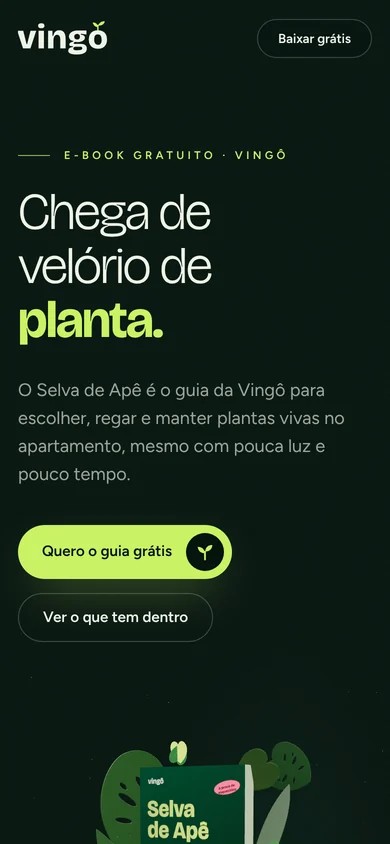 vingô
Baixar grátis
E-BOOK GRATUITO · VINGÔ
Chega de
velório de
planta.
O Selva de Apê é o guia da Vingô para
escolher, regar e manter plantas vivas no
apartamento, mesmo com pouca luz e
pouco tempo.
Quero o guia grátis
Ver o que tem dentro
vingô
Selva
de Apê